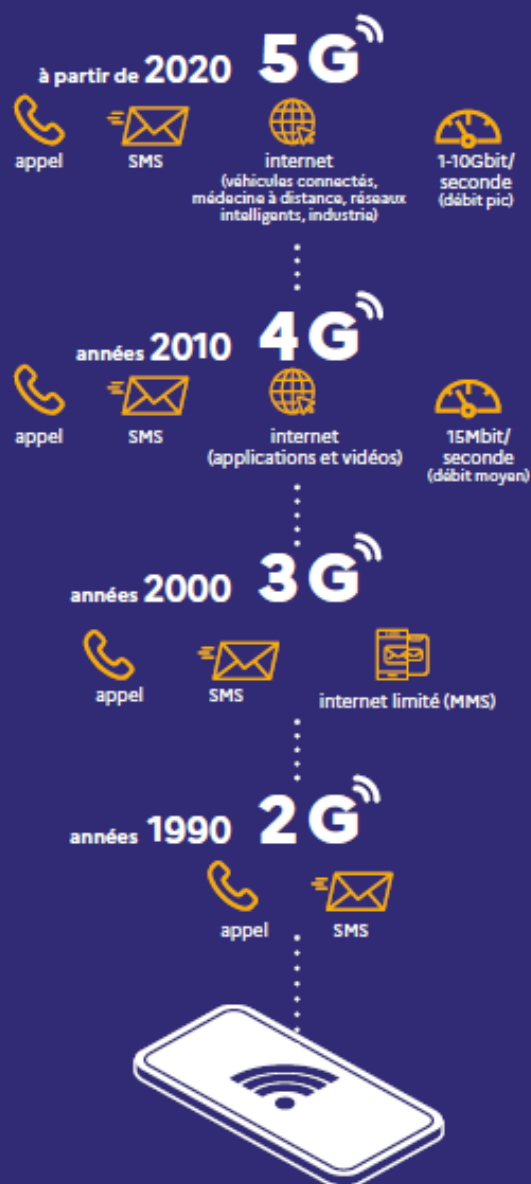 à partir de 2020 5G
appel
SMS
internet
(véhicules connectés,
médecine à distance, réseaux
intelligents, industrie)
1-10Gbit/
seconde
(débit pic)
années 2010 4G
appel
SMS
internet
(applications et vidéos)
15Mbit/
seconde
(débit moyen)
années 2000 3G
appel
SMS
internet limité (MMS)
années 1990 2G
appel
SMS